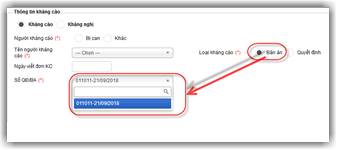 Thông tin kháng cáo
Kháng cáo Kháng nghị
Người kháng cáo (*) Bị can Khác
Tên người kháng cáo (*) --- Chọn --- Loại kháng cáo (*) Bản án Quyết định
Ngày viết đơn KC
Số QĐ/BA (*) 011011-21/09/2018
011011-21/09/2018